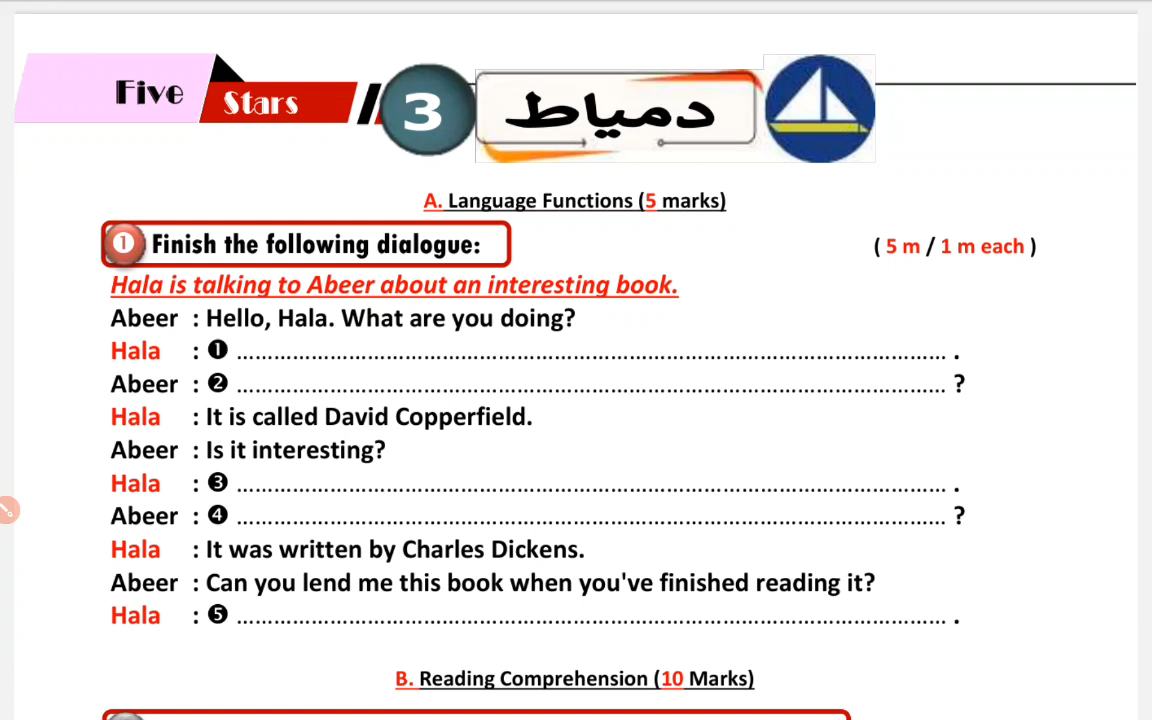 Five Stars 3 دمياط
A. Language Functions (5 marks)
❶ Finish the following dialogue: ( 5 m / 1 m each )
Hala is talking to Abeer about an interesting book.
Abeer : Hello, Hala. What are you doing?
Hala : ❶ .................................................................................................................. .
Abeer : ❷ .................................................................................................................. ?
Hala : It is called David Copperfield.
Abeer : Is it interesting?
Hala : ❸ .................................................................................................................. .
Abeer : ❹ .................................................................................................................. ?
Hala : It was written by Charles Dickens.
Abeer : Can you lend me this book when you've finished reading it?
Hala : ❺ .................................................................................................................. .
B. Reading Comprehension (10 Marks)